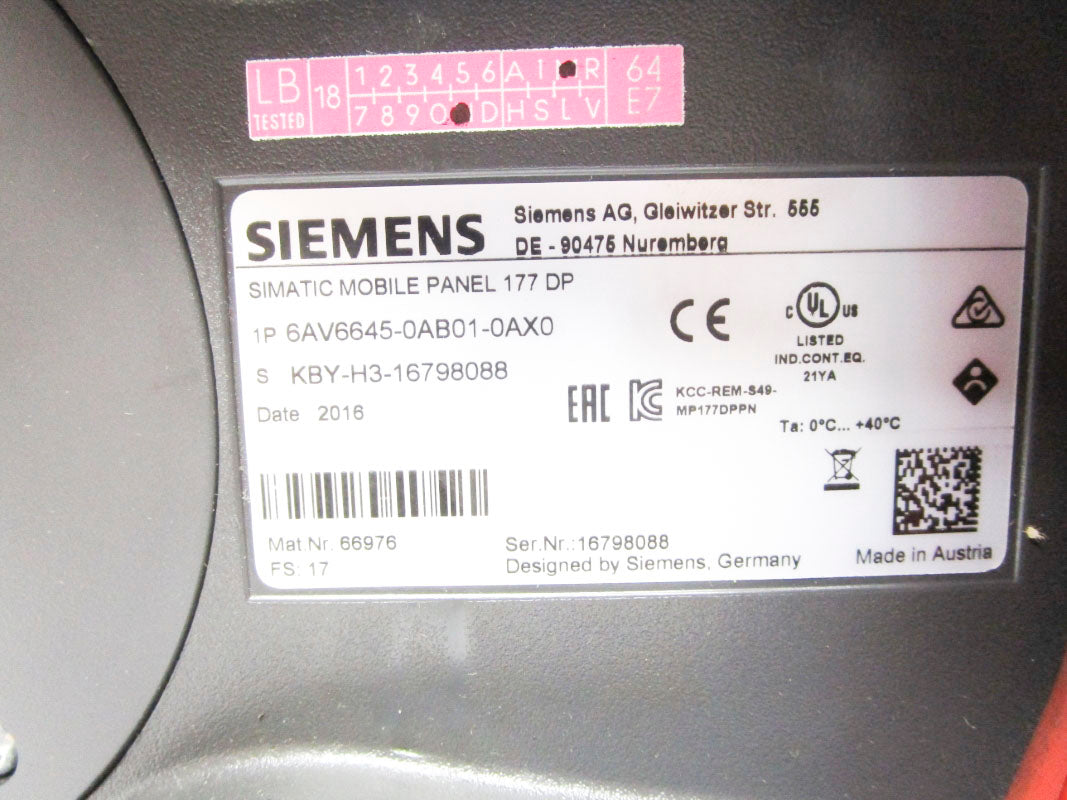 LB 18 1 2 3 4 5 6 A I R 64
TESTED 7 8 9 0 D H S L V E7
SIEMENS
Siemens AG, Gleiwitzer Str. 555
DE - 90475 Nuremberg
SIMATIC MOBILE PANEL 177 DP
1P 6AV6645-0AB01-0AX0
S KBY-H3-16798088
Date 2016
CE
C UL US
LISTED
IND.CONT.EQ.
21YA
EAC
KC
KCC-REM-S49-
MP177DPPN
Ta: 0°C... +40°C
Mat.Nr. 66976
FS: 17
Ser.Nr.:16798088
Designed by Siemens, Germany
Made in Austria